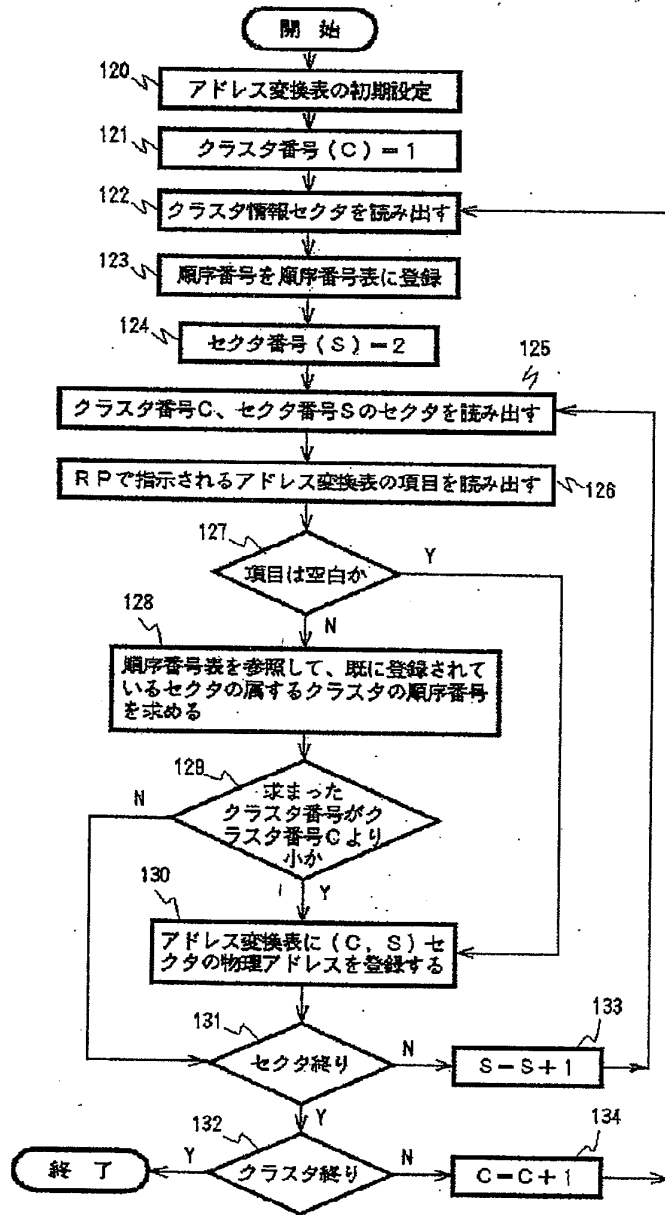 開 始
120
アドレス変換表の初期設定
121
クラスタ番号(C)=1
122
クラスタ情報セクタを読み出す
123
順序番号を順序番号表に登録
124
セクタ番号(S)=2
125
クラスタ番号C、セクタ番号Sのセクタを読み出す
RPで指示されるアドレス変換表の項目を読み出す
126
127
項目は空白か
Y
N
128
順序番号表を参照して、既に登録されて
いるセクタの属するクラスタの順序番号
を求める
129
N
求まった
クラスタ番号がク
ラスタ番号Cより
小か
Y
130
アドレス変換表に(C,S)セ
クタの物理アドレスを登録する
131
セクタ終り
N
133
S=S+1
Y
132
クラスタ終り
Y
終 了
N
134
C=C+1